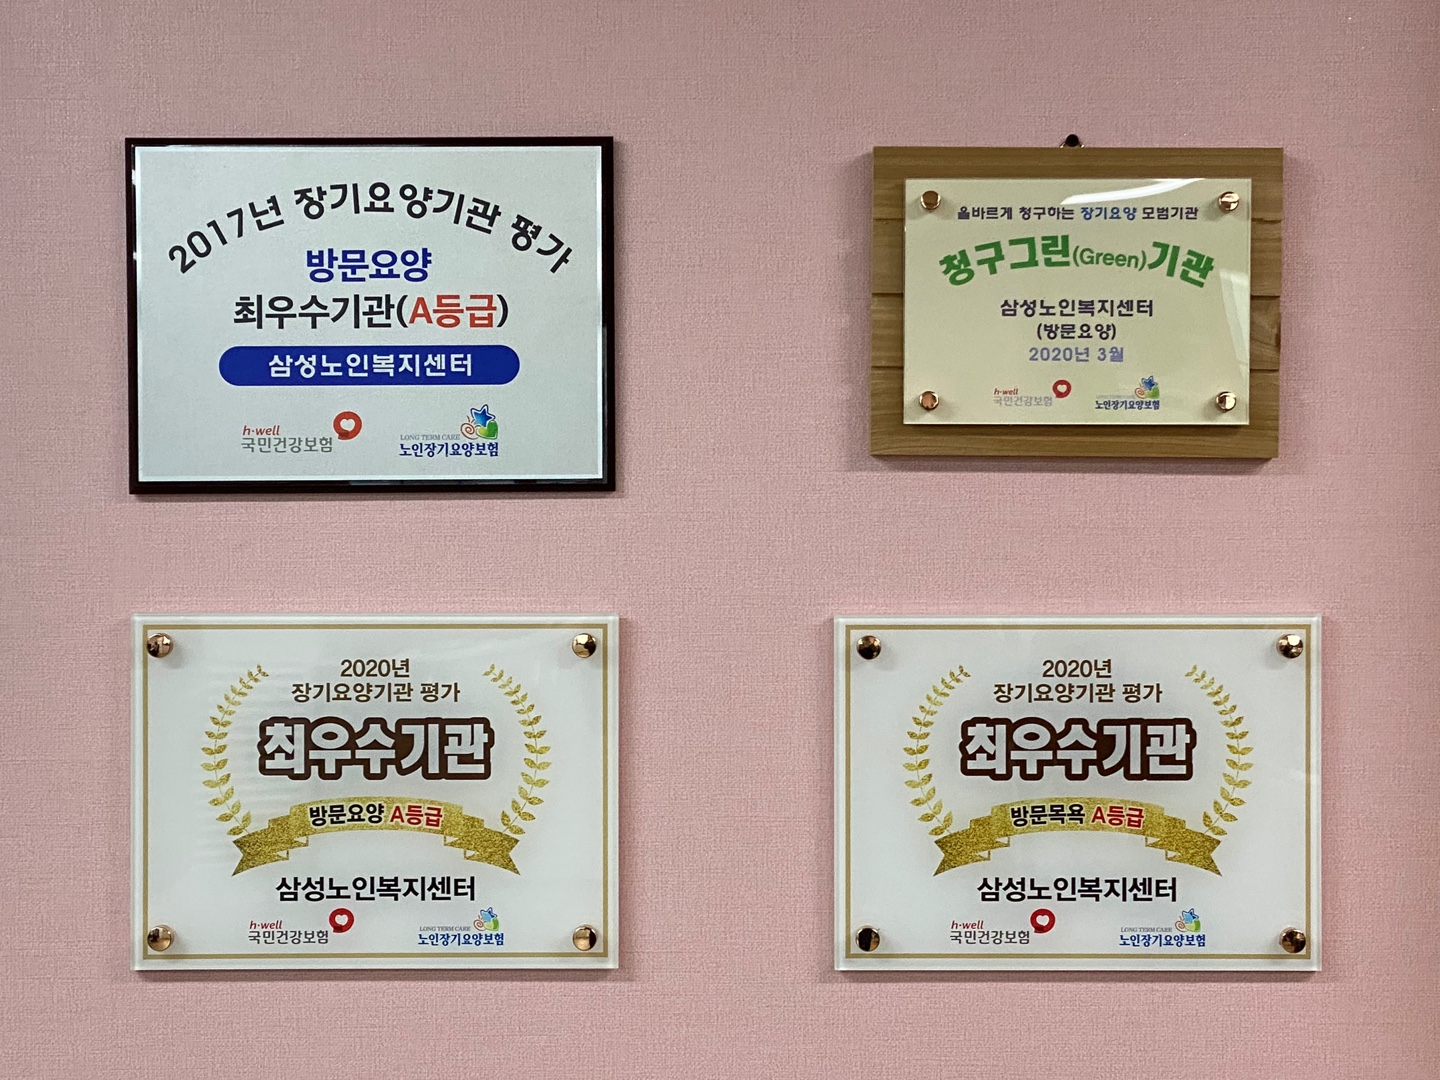 2017년 장기요양기관 평가
방문요양
최우수기관(A등급)
삼성노인복지센터
h·well
국민건강보험
LONG TERM CARE
노인장기요양보험
올바르게 청구하는 장기요양 모범기관
청구그린(Green)기관
삼성노인복지센터
(방문요양)
2020년 3월
h·well
국민건강보험
LONG TERM CARE
노인장기요양보험
2020년
장기요양기관 평가
최우수기관
방문요양 A등급
삼성노인복지센터
h·well
국민건강보험
LONG TERM CARE
노인장기요양보험
2020년
장기요양기관 평가
최우수기관
방문목욕 A등급
삼성노인복지센터
h·well
국민건강보험
LONG TERM CARE
노인장기요양보험